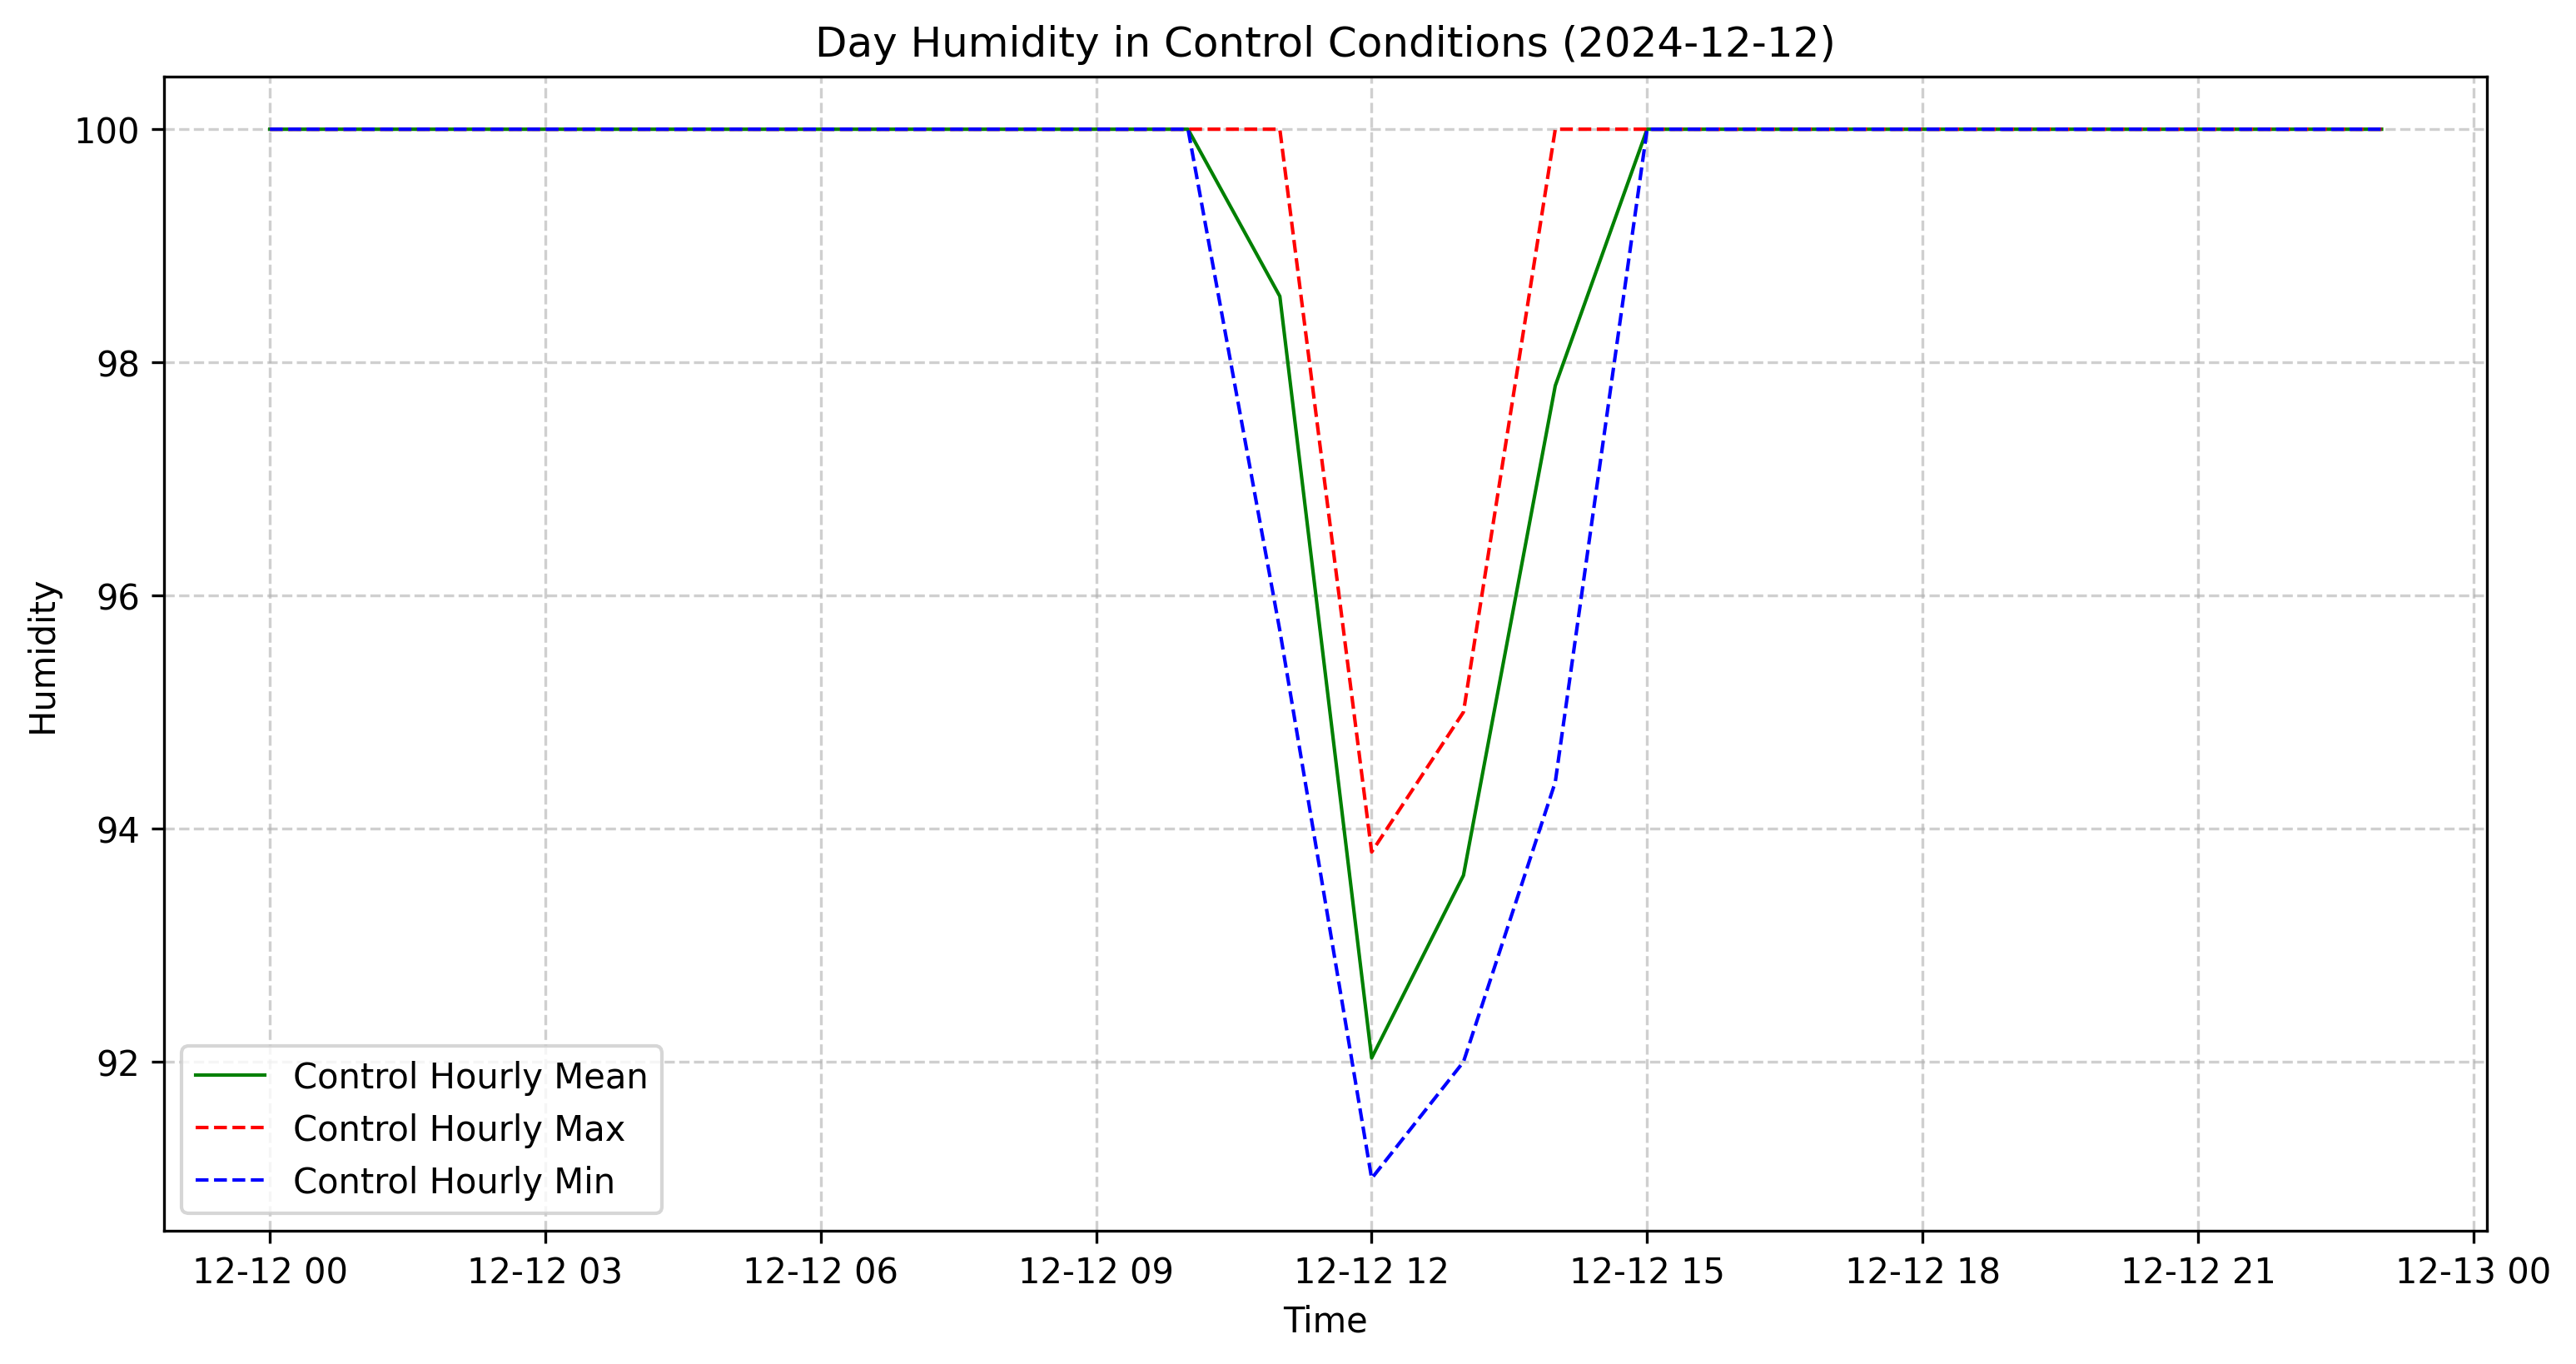 Day Humidity in Control Conditions (2024-12-12)
100
98
96
94
92
Humidity
Control Hourly Mean
Control Hourly Max
Control Hourly Min
12-12 00 12-12 03 12-12 06 12-12 09 12-12 12 12-12 15 12-12 18 12-12 21 12-13 00
Time